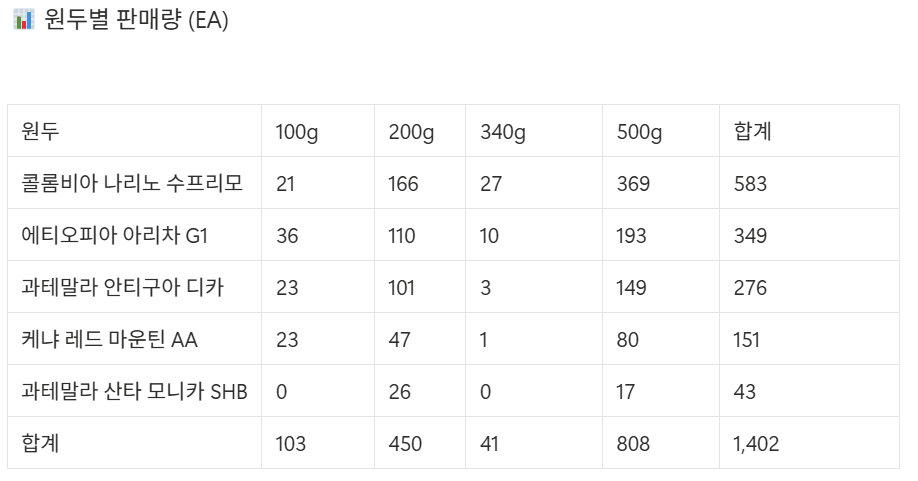 📊 원두별 판매량 (EA)
원두 100g 200g 340g 500g 합계
콜롬비아 나리노 수프리모 21 166 27 369 583
에티오피아 아리차 G1 36 110 10 193 349
과테말라 안티구아 디카 23 101 3 149 276
케냐 레드 마운틴 AA 23 47 1 80 151
과테말라 산타 모니카 SHB 0 26 0 17 43
합계 103 450 41 808 1,402